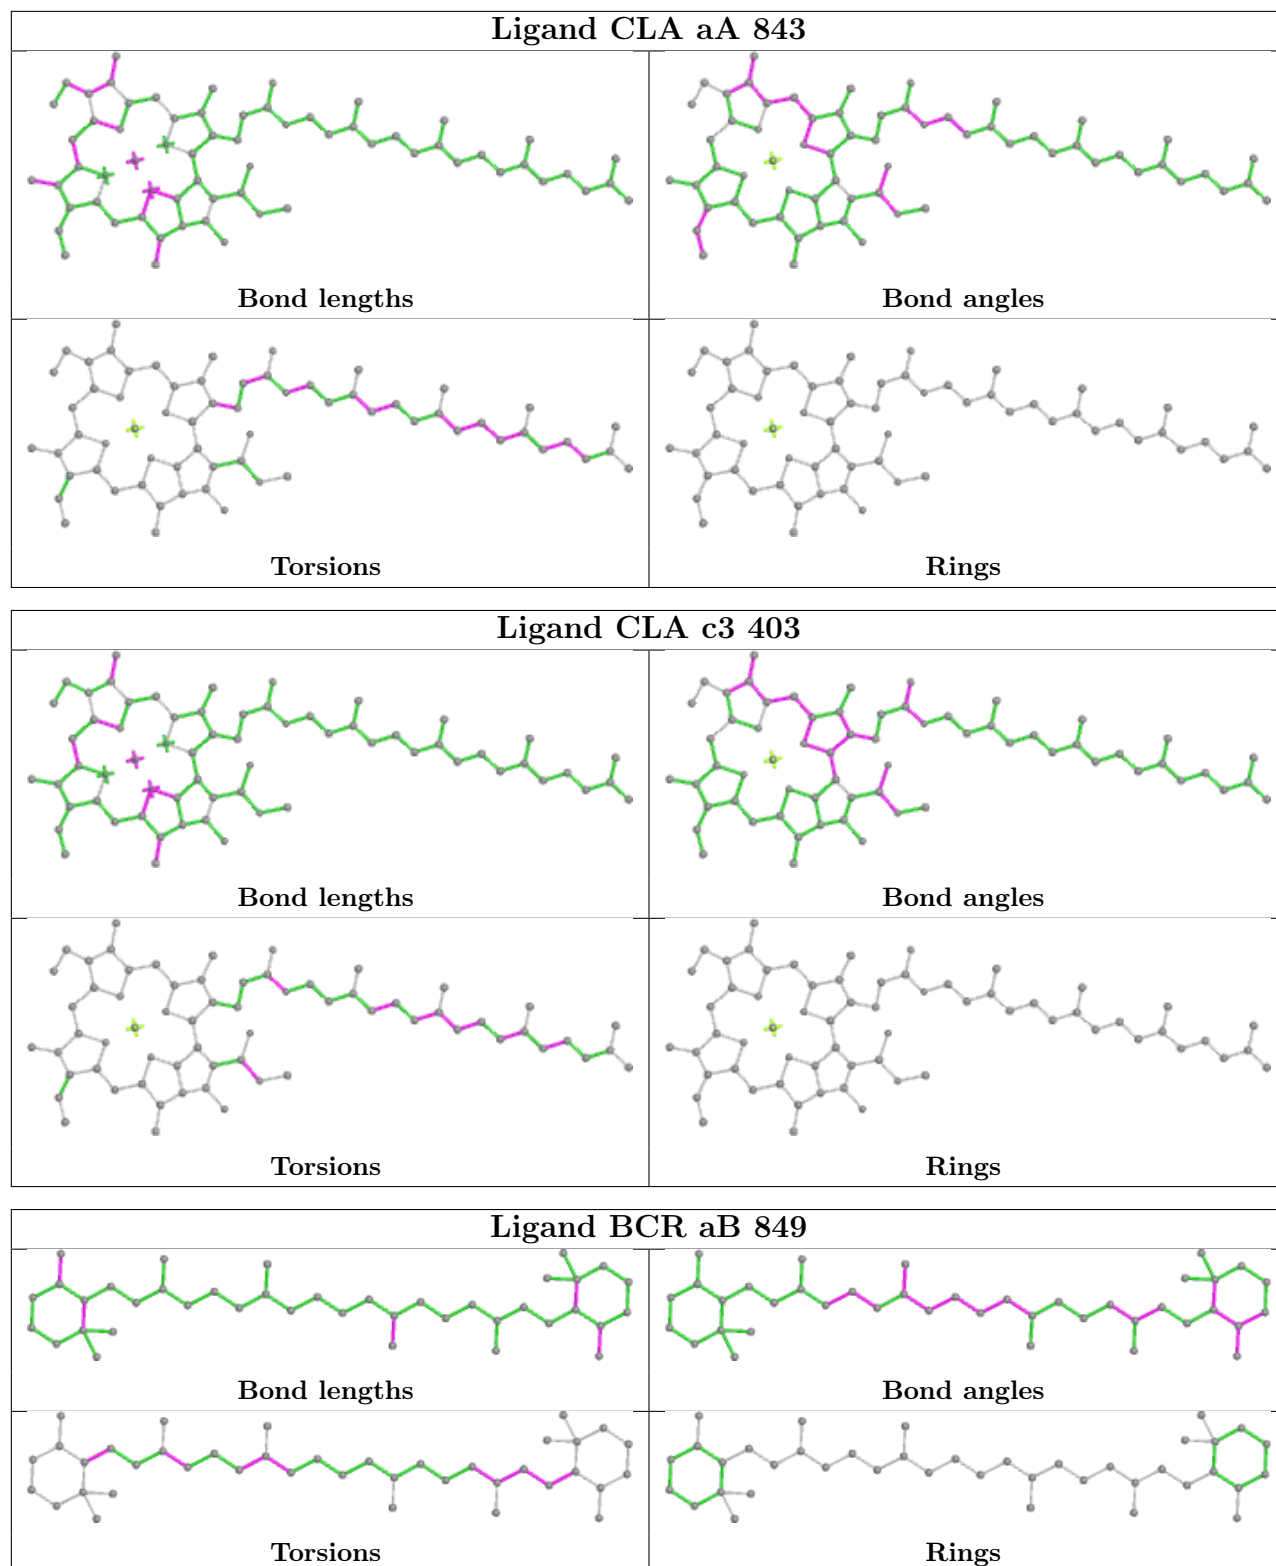 Ligand CLA aA 843
Bond lengths
Bond angles
Torsions
Rings
Ligand CLA c3 403
Bond lengths
Bond angles
Torsions
Rings
Ligand BCR aB 849
Bond lengths
Bond angles
Torsions
Rings